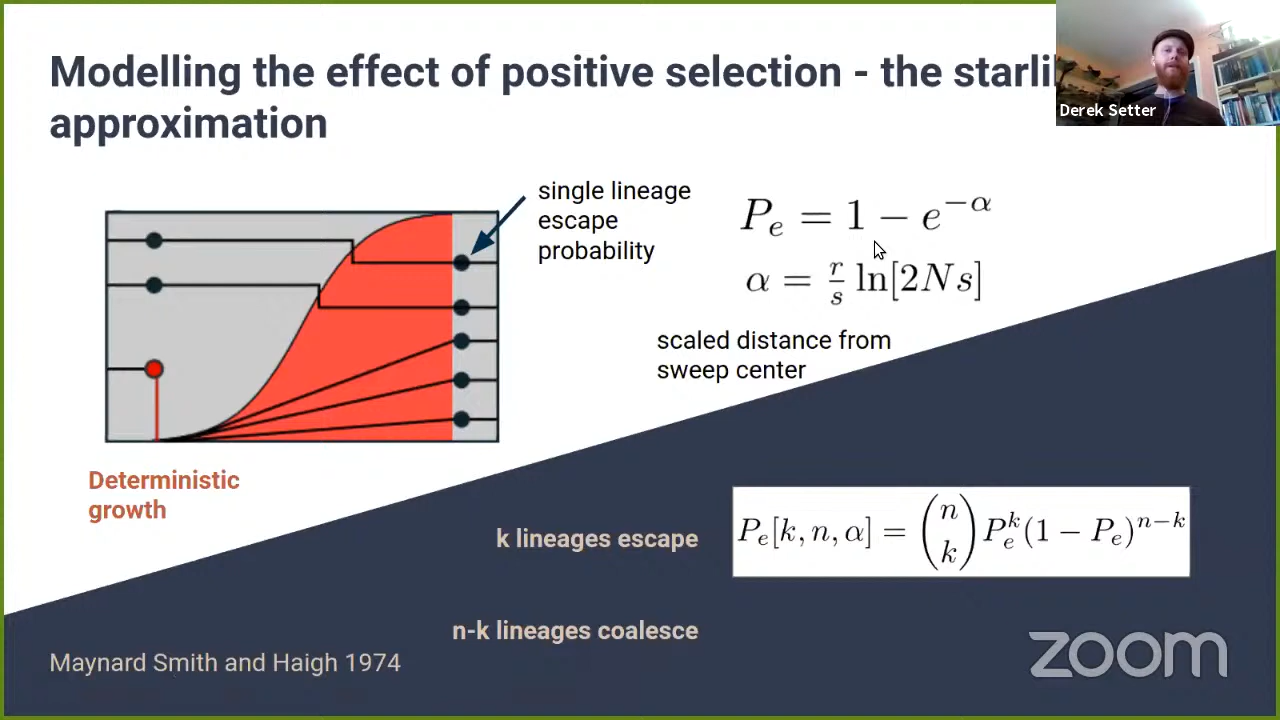 Modelling the effect of positive selection - the starli
approximation
Derek Setter
single lineage
escape
probability
P_e = 1 − e^{−α}
α = r/s ln[2Ns]
scaled distance from
sweep center
Deterministic
growth
k lineages escape
P_e[k, n, α] = (n k) P_e^k (1 − P_e)^{n−k}
n-k lineages coalesce
Maynard Smith and Haigh 1974
zoom